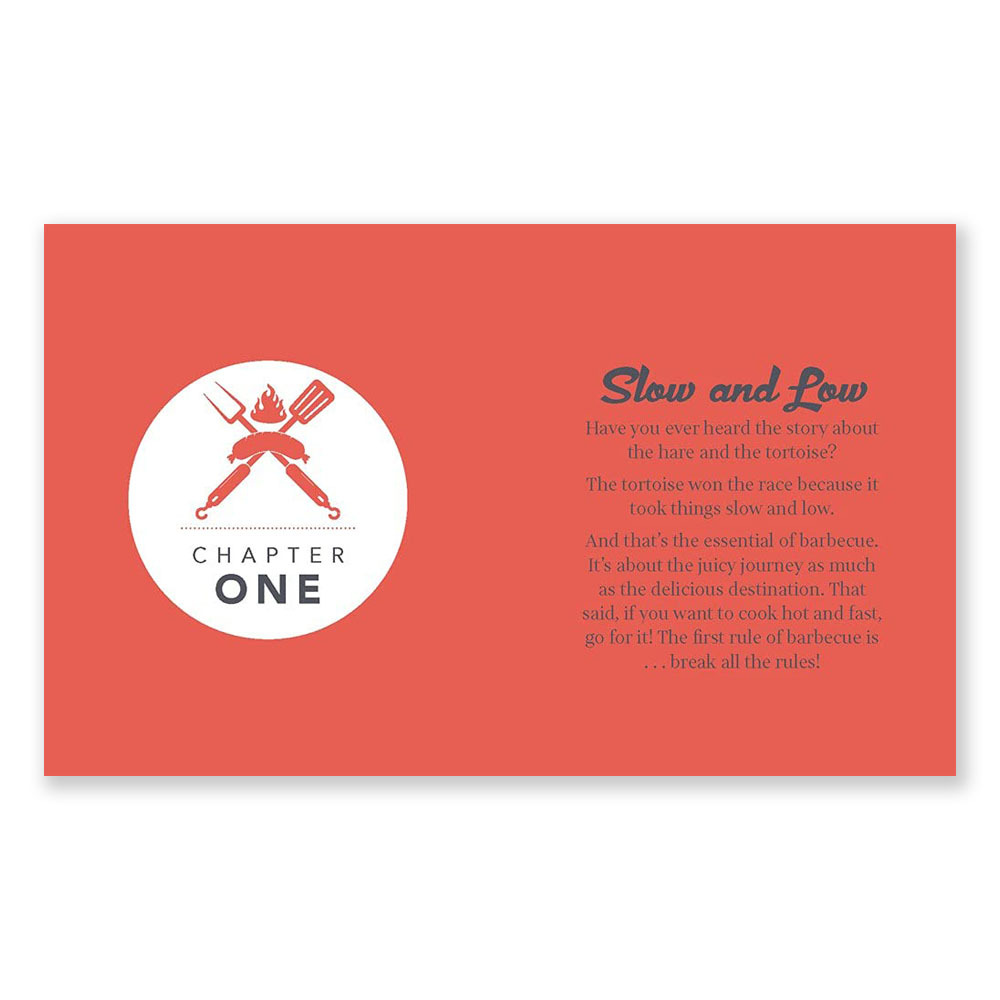 CHAPTER
ONE
Slow and Low
Have you ever heard the story about
the hare and the tortoise?
The tortoise won the race because it
took things slow and low.
And that’s the essential of barbecue.
It’s about the juicy journey as much
as the delicious destination. That
said, if you want to cook hot and fast,
go for it! The first rule of barbecue is
. . . break all the rules!